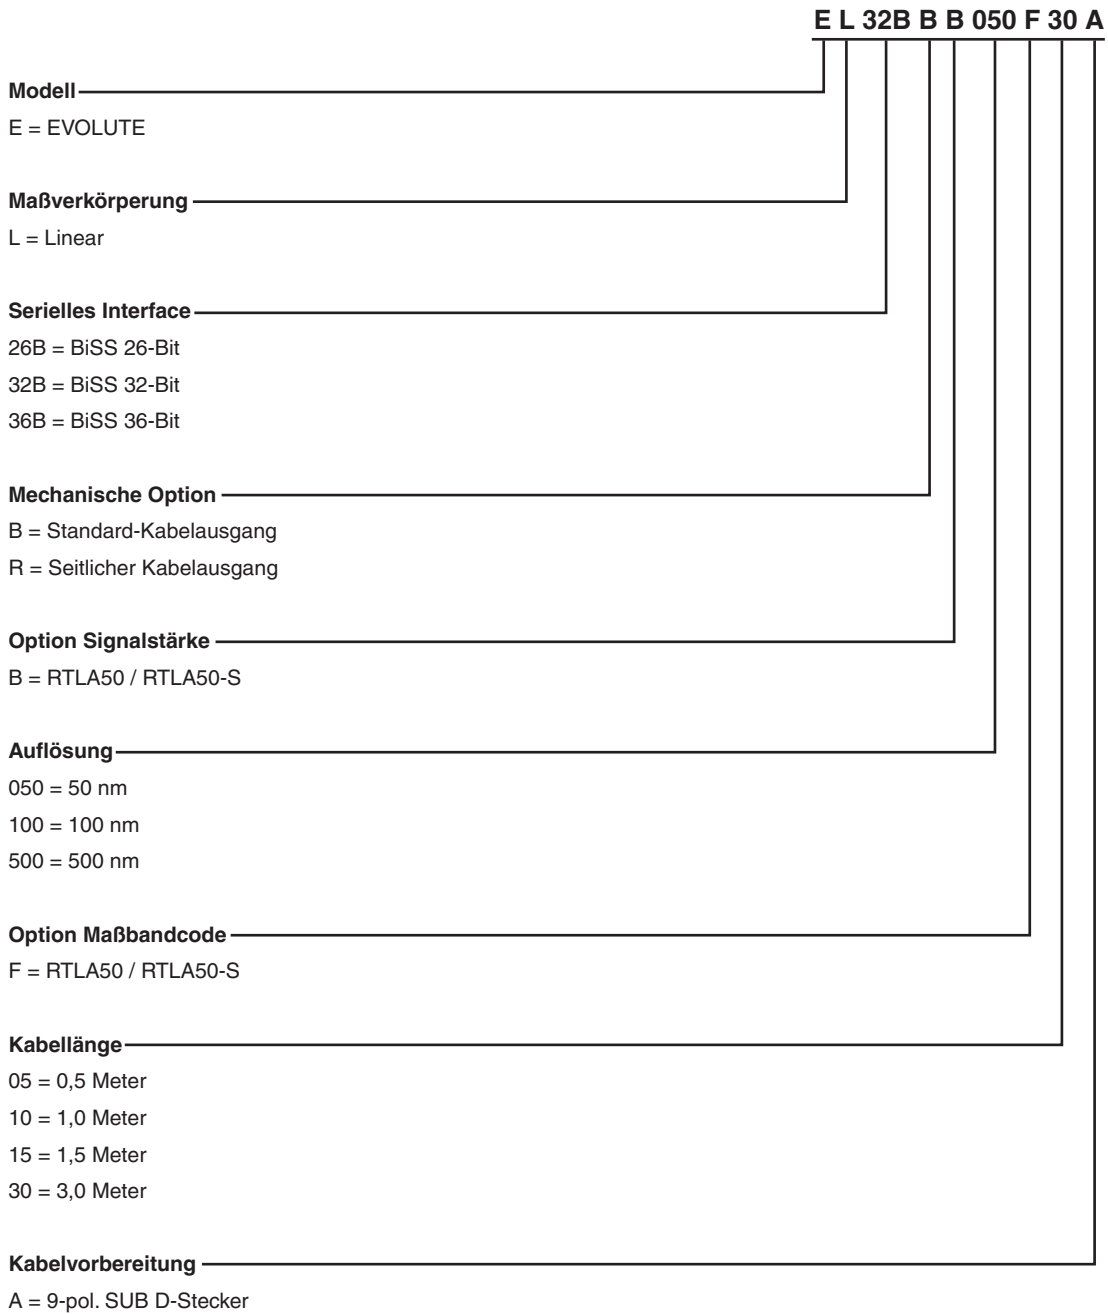 E L 32B B B 050 F 30 A
Modell
E = EVOLUTE
Maßverkörperung
L = Linear
Serielles Interface
26B = BiSS 26-Bit
32B = BiSS 32-Bit
36B = BiSS 36-Bit
Mechanische Option
B = Standard-Kabelausgang
R = Seitlicher Kabelausgang
Option Signalstärke
B = RTLA50 / RTLA50-S
Auflösung
050 = 50 nm
100 = 100 nm
500 = 500 nm
Option Maßbandcode
F = RTLA50 / RTLA50-S
Kabellänge
05 = 0,5 Meter
10 = 1,0 Meter
15 = 1,5 Meter
30 = 3,0 Meter
Kabelvorbereitung
A = 9-pol. SUB D-Stecker